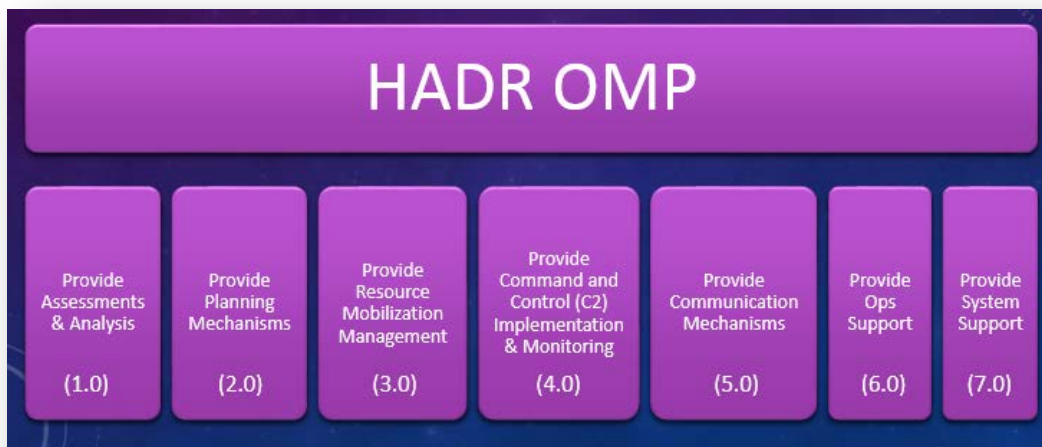 HADR OMP
Provide
Assessments
& Analysis
(1.0)
Provide
Planning
Mechanisms
(2.0)
Provide
Resource
Mobilization
Management
(3.0)
Provide
Command and
Control (C2)
Implementation
& Monitoring
(4.0)
Provide
Communication
Mechanisms
(5.0)
Provide
Ops
Support
(6.0)
Provide
System
Support
(7.0)